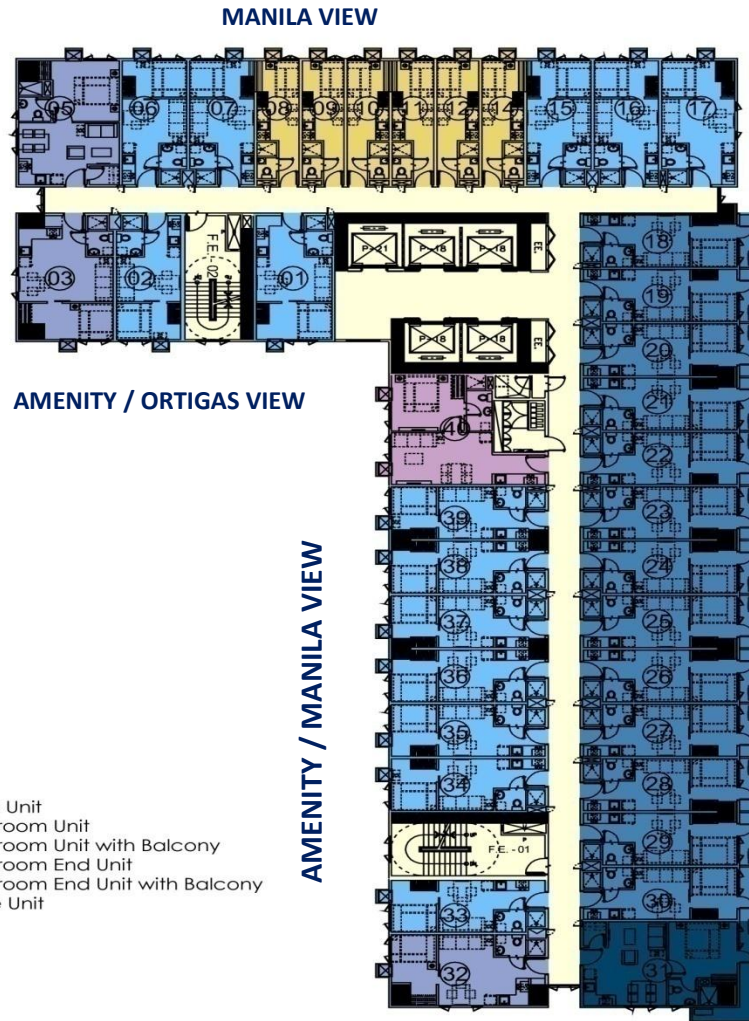 MANILA VIEW
05
06
07
08
09
10
11
12
14
15
16
17
03
02
F.E. - 02
01
P-21
P-18
P-18
F.E.
18
19
P-18
P-18
F.E.
20
21
AMENITY / ORTIGAS VIEW
40
22
39
23
38
24
37
25
36
26
35
27
34
28
AMENITY / MANILA VIEW
F.E. - 01
29
33
30
32
31
Unit
room Unit
room Unit with Balcony
room End Unit
room End Unit with Balcony
Unit